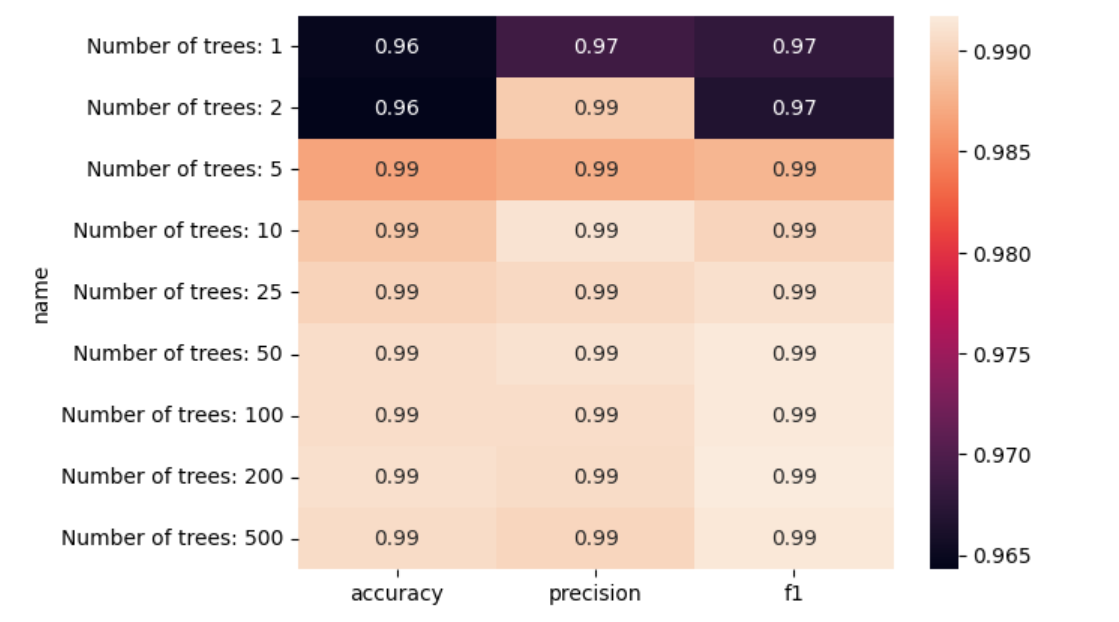 Number of trees: 1 0.96 0.97 0.97
Number of trees: 2 0.96 0.99 0.97
Number of trees: 5 0.99 0.99 0.99
Number of trees: 10 0.99 0.99 0.99
Number of trees: 25 0.99 0.99 0.99
Number of trees: 50 0.99 0.99 0.99
Number of trees: 100 0.99 0.99 0.99
Number of trees: 200 0.99 0.99 0.99
Number of trees: 500 0.99 0.99 0.99
name
accuracy precision f1
0.990
0.985
0.980
0.975
0.970
0.965